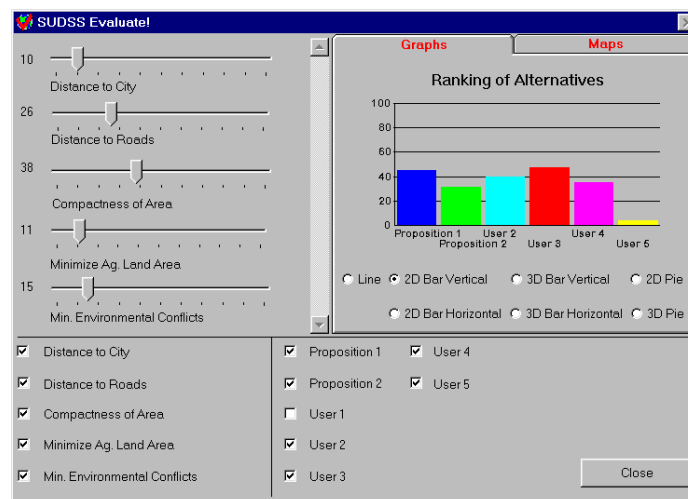 SUDSS Evaluate!
10
Distance to City
26
Distance to Roads
38
Compactness of Area
11
Minimize Ag. Land Area
15
Min. Environmental Conflicts
Graphs Maps
Ranking of Alternatives
100
80
60
40
20
0
Proposition 1 User 2 User 4
Proposition 2 User 3 User 5
Line 2D Bar Vertical 3D Bar Vertical 2D Pie
2D Bar Horizontal 3D Bar Horizontal 3D Pie
Distance to City
Distance to Roads
Compactness of Area
Minimize Ag. Land Area
Min. Environmental Conflicts
Proposition 1 User 4
Proposition 2 User 5
User 1
User 2
User 3
Close